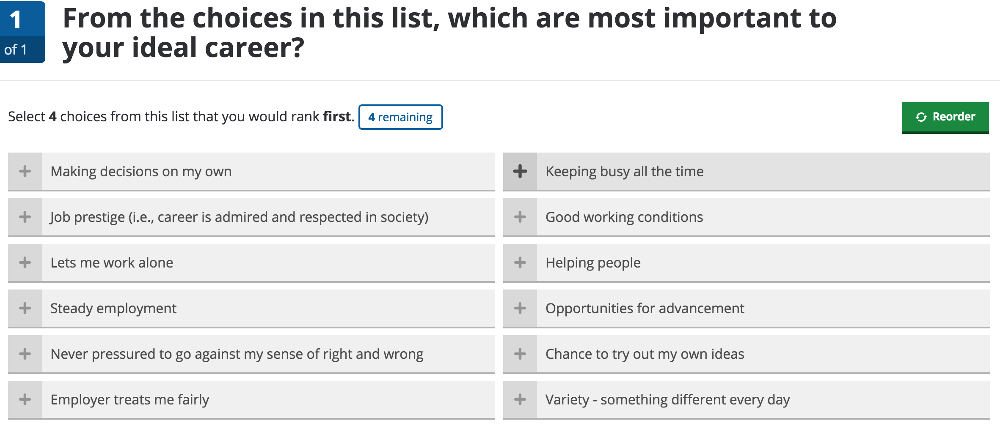 1
of 1
From the choices in this list, which are most important to
your ideal career?
Select 4 choices from this list that you would rank first.
4 remaining
Reorder
Making decisions on my own
Keeping busy all the time
Job prestige (i.e., career is admired and respected in society)
Good working conditions
Lets me work alone
Helping people
Steady employment
Opportunities for advancement
Never pressured to go against my sense of right and wrong
Chance to try out my own ideas
Employer treats me fairly
Variety - something different every day